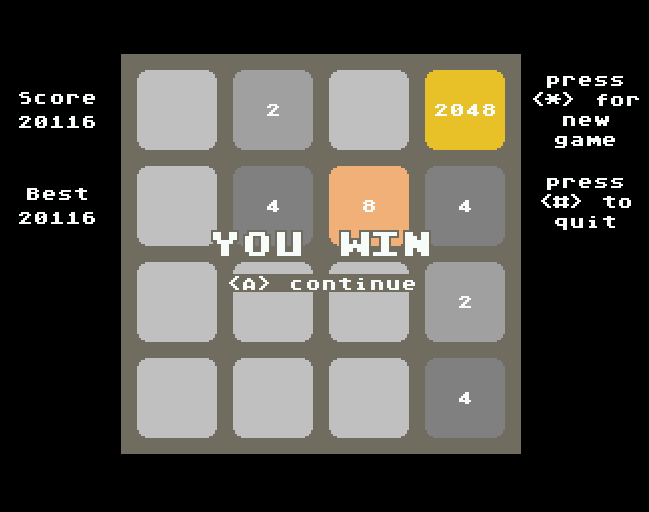 Score
20116
Best
20116
2
2048
4
8
4
YOU WIN
<A> continue
2
4
press
<*> for
new
game
press
<#> to
quit